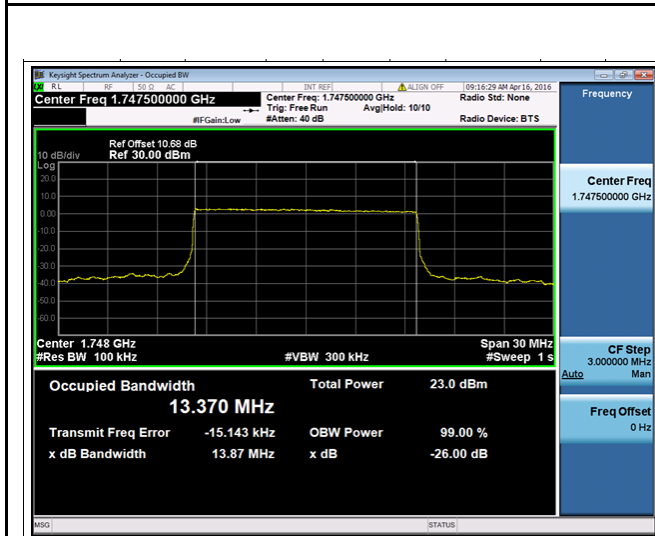 Keysight Spectrum Analyzer - Occupied BW
RL RF 50 Ω AC INT REF ALIGN OFF 09:16:29 AM Apr 16, 2016
Center Freq 1.747500000 GHz
Center Freq: 1.747500000 GHz
Radio Std: None
Trig: Free Run Avg|Hold: 10/10
#IFGain:Low #Atten: 40 dB Radio Device: BTS
Ref Offset 10.68 dB
10 dB/div Ref 30.00 dBm
Log
20.0
10.0
0.00
-10.0
-20.0
-30.0
-40.0
-50.0
-60.0
Center 1.748 GHz Span 30 MHz
#Res BW 100 kHz #VBW 300 kHz #Sweep 1 s
Occupied Bandwidth Total Power 23.0 dBm
13.370 MHz
Transmit Freq Error -15.143 kHz OBW Power 99.00 %
x dB Bandwidth 13.87 MHz x dB -26.00 dB
MSG STATUS
Frequency
Center Freq
1.747500000 GHz
CF Step
3.000000 MHz
Auto Man
Freq Offset
0 Hz